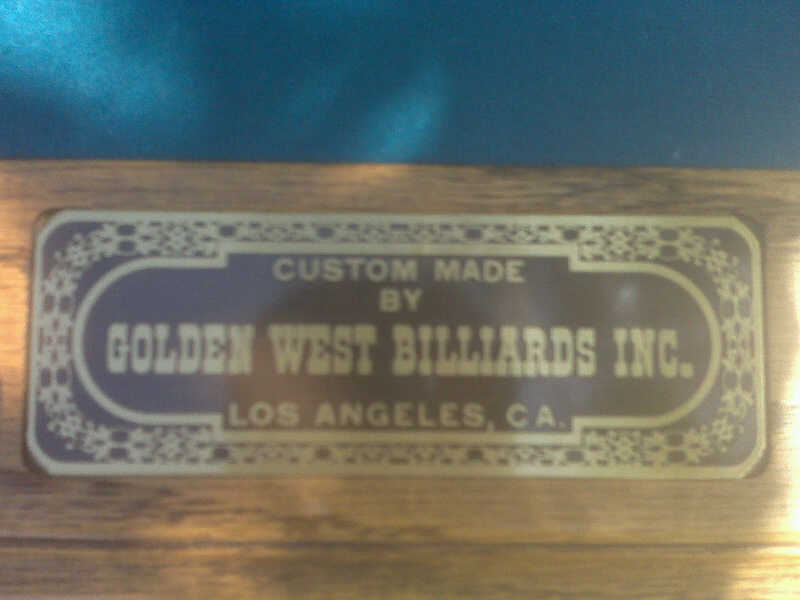 CUSTOM MADE
BY
GOLDEN WEST BILLIARDS INC.
LOS ANGELES, CA.